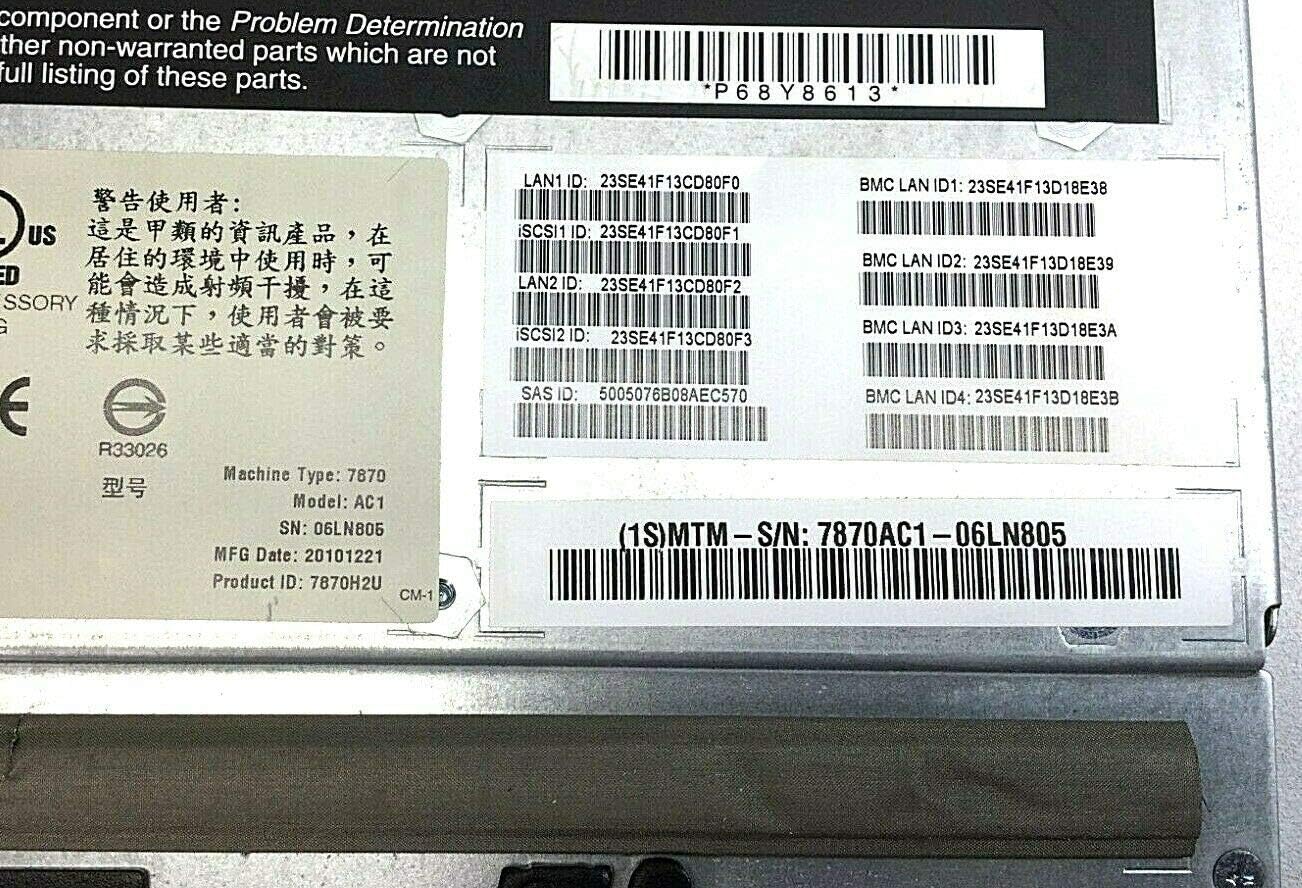 component or the Problem Determination
ther non-warranted parts which are not
full listing of these parts.
*P68Y8613*
US
ED
ESSORY
G
警告使用者:
這是甲類的資訊產品，在
居住的環境中使用時，可
能會造成射頻干擾，在這
種情況下，使用者會被要
求採取某些適當的對策。
CE
R33026
型号
Machine Type: 7870
Model: AC1
SN: 06LN805
MFG Date: 20101221
Product ID: 7870H2U
CM-1
LAN1 ID: 23SE41F13CD80F0
iSCSI1 ID: 23SE41F13CD80F1
LAN2 ID: 23SE41F13CD80F2
iSCSI2 ID: 23SE41F13CD80F3
SAS ID: 5005076B08AEC570
BMC LAN ID1: 23SE41F13D18E38
BMC LAN ID2: 23SE41F13D18E39
BMC LAN ID3: 23SE41F13D18E3A
BMC LAN ID4: 23SE41F13D18E3B
(1S)MTM – S/N: 7870AC1 – 06LN805